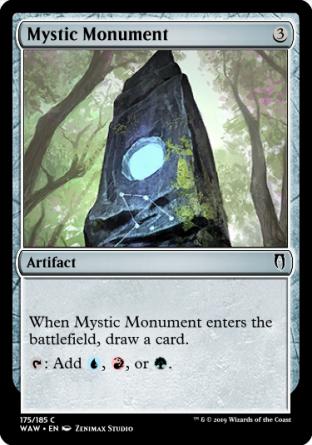 Mystic Monument 3
Artifact
When Mystic Monument enters the
battlefield, draw a card.
: Add , , or .
175/185 C
WAW • EN Zenimax Studio
™ & © 2019 Wizards of the Coast